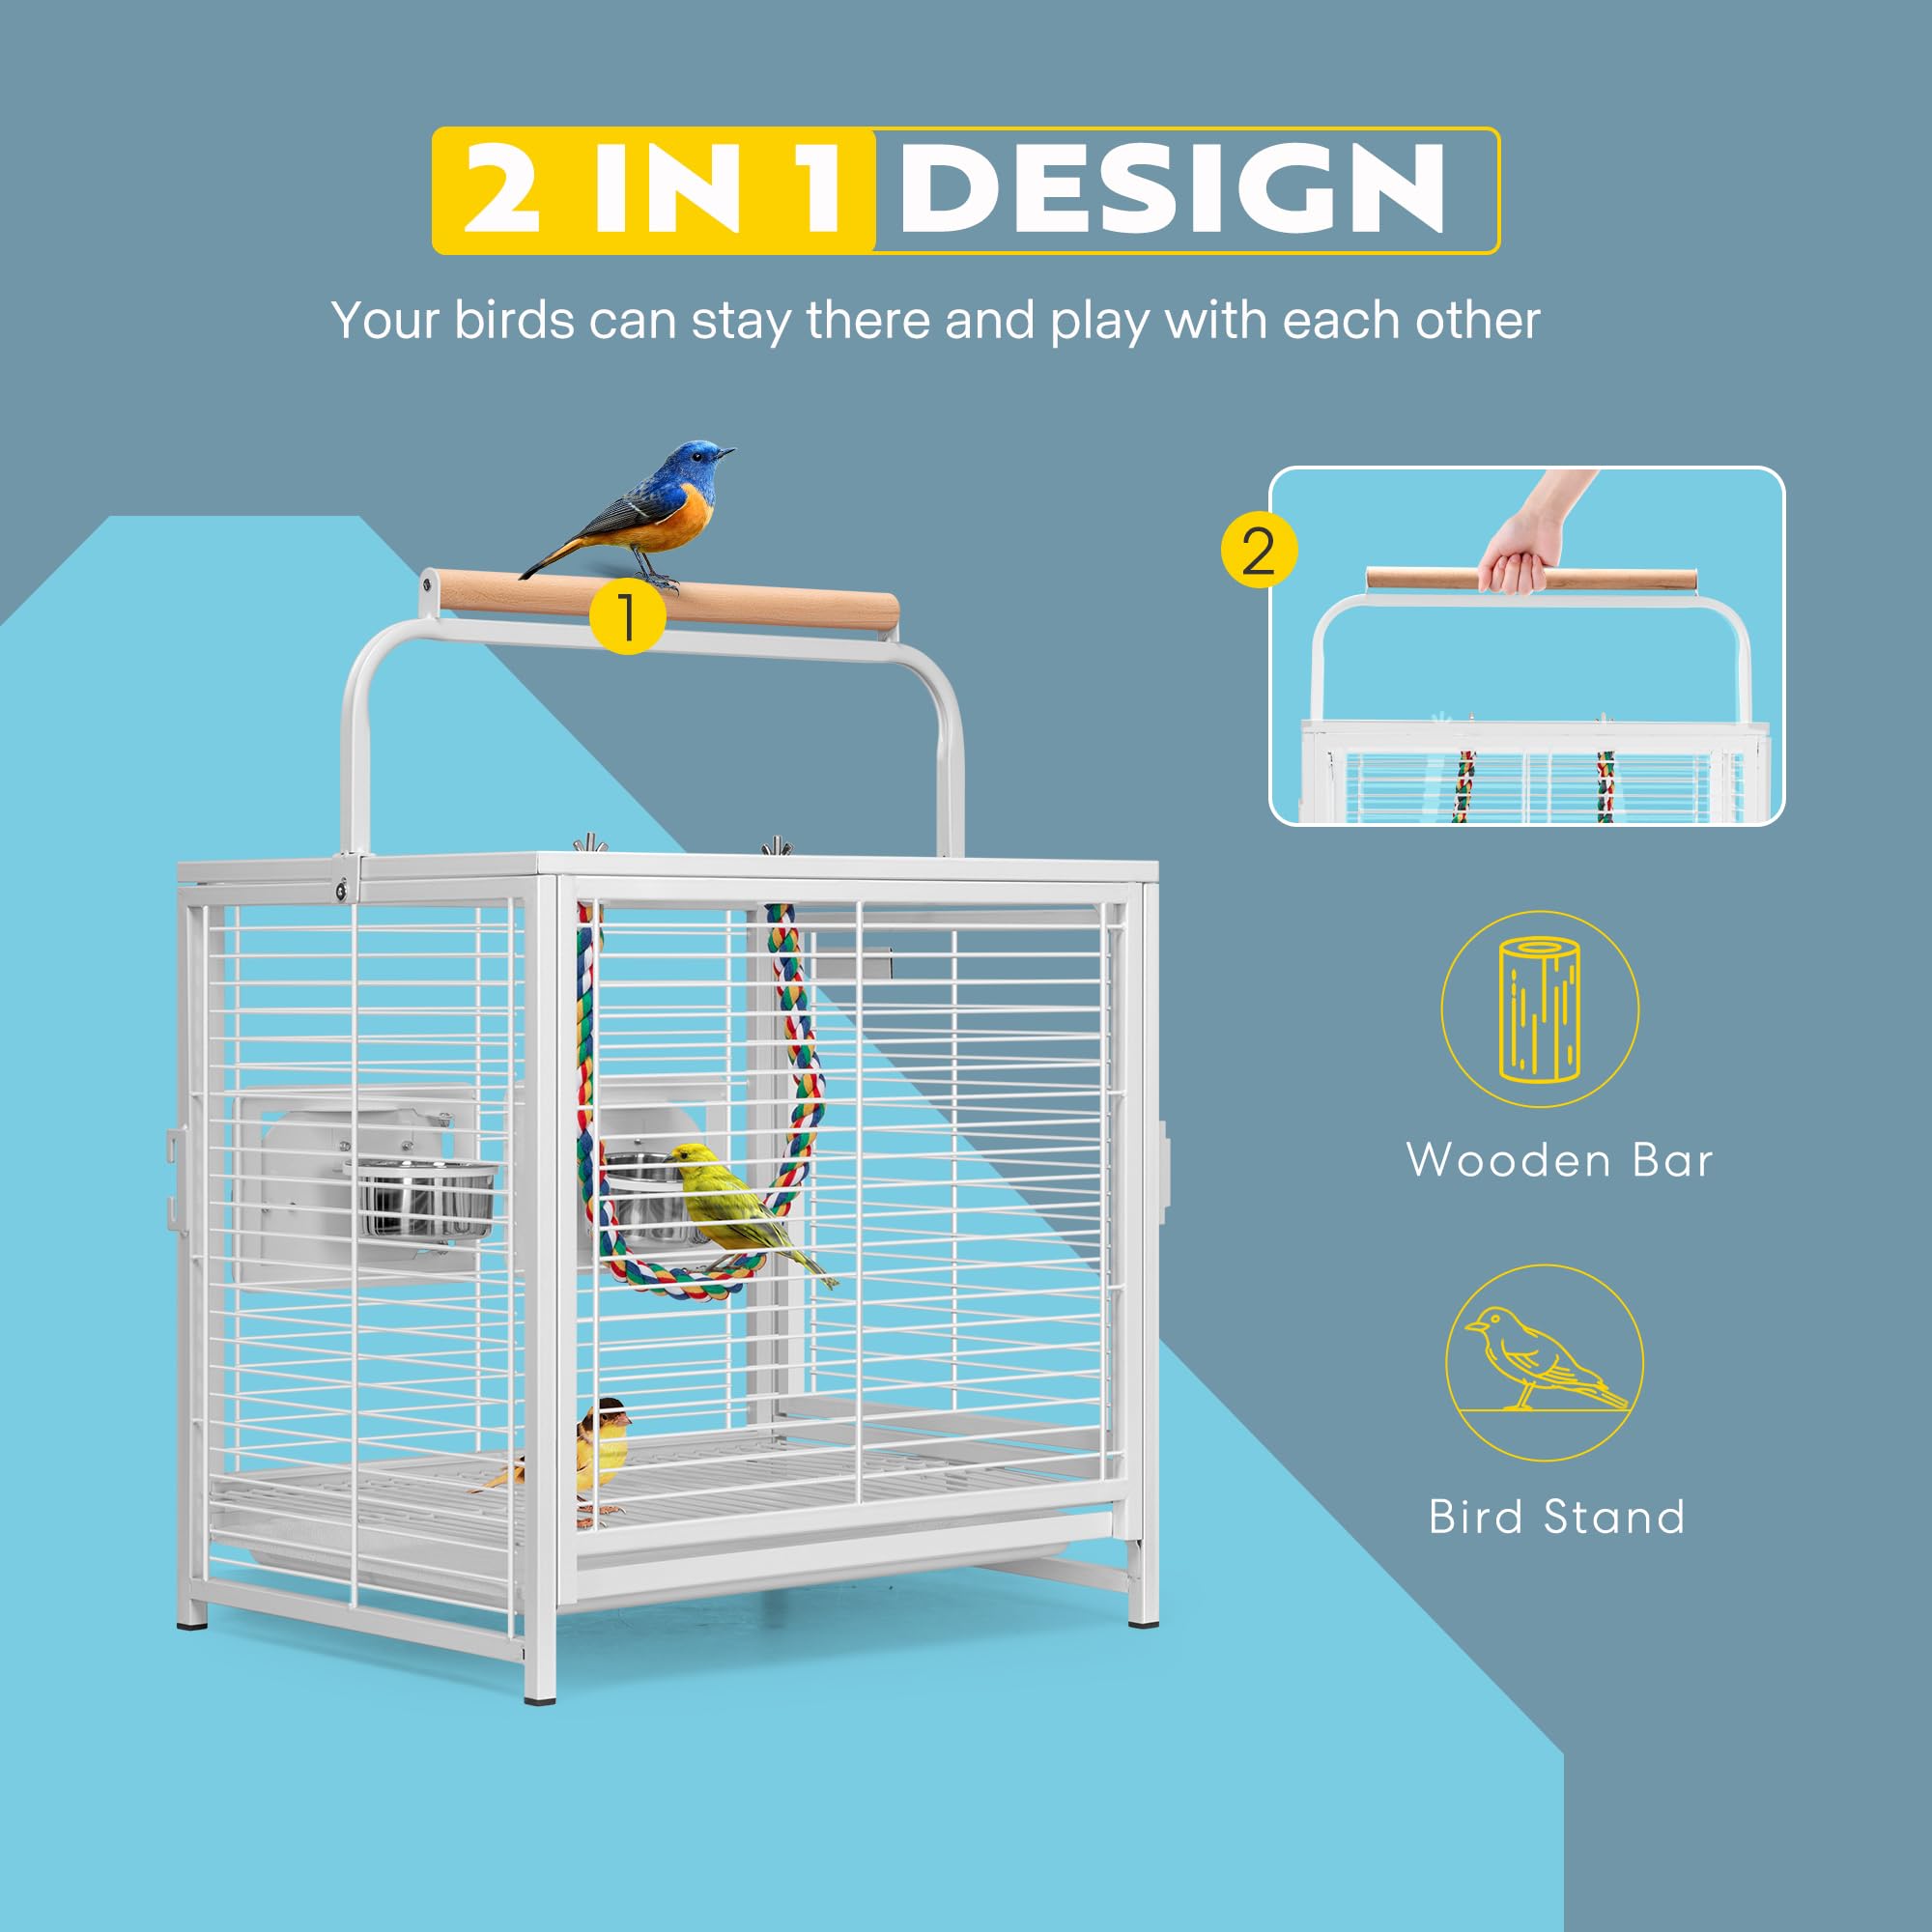 2 IN 1 DESIGN
Your birds can stay there and play with each other
1
2
Wooden Bar
Bird Stand